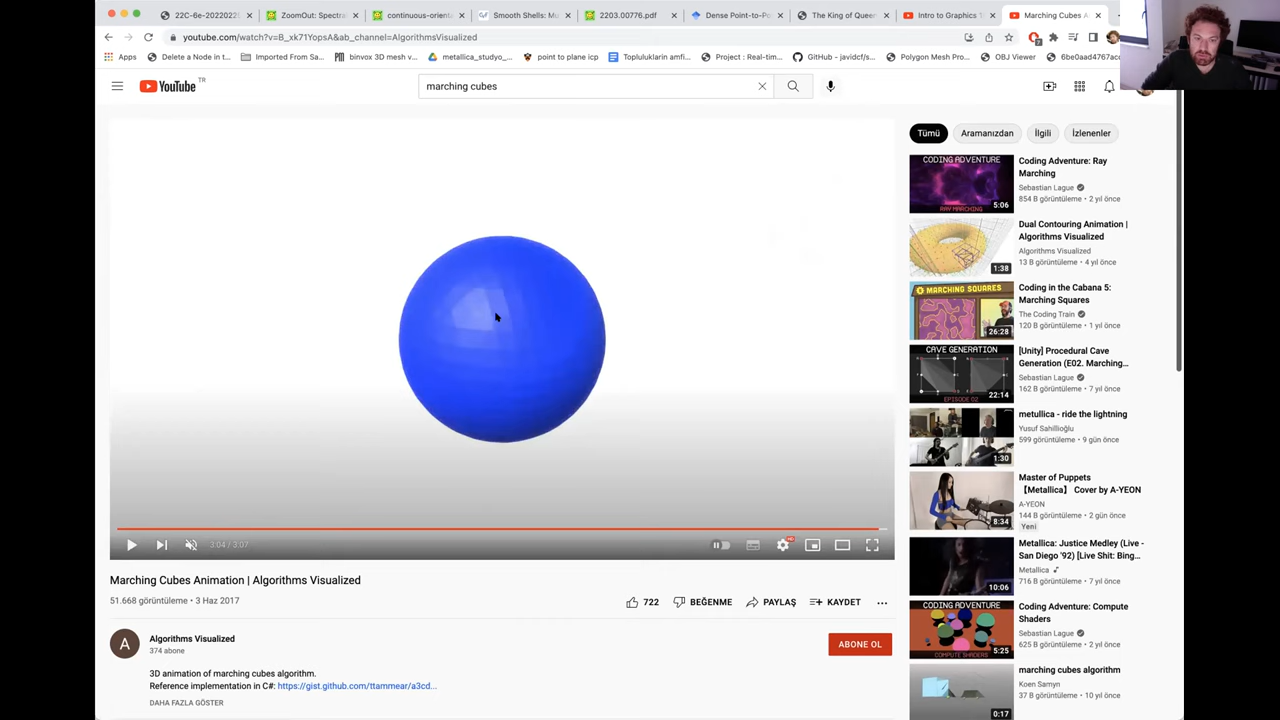 22C-6e-2022022
ZoomOut: Spectra
continuous-orient
Smooth Shells: Mu
2203.00776.pdf
Dense Point-to-Po
The King of Queen
Intro to Graphics
Marching Cubes A
youtube.com/watch?v=B_xk71YopsA&ab_channel=AlgorithmsVisualized
Apps
Delete a Node in t...
Imported From Sa...
binvox 3D mesh v...
metallica_studyo_...
point to plane icp
Topluluklarin amfi...
Project : Real-time...
GitHub - javidcf/s...
Polygon Mesh Pro...
OBJ Viewer
6be0aad4767ac
YouTube
TR
marching cubes
Tümü
Aramanızdan
İlgili
İzlenenler
CODING ADVENTURE
RAY MARCHING
5:06
Coding Adventure: Ray
Marching
Sebastian Lague
854 B görüntüleme • 2 yıl önce
1:38
Dual Contouring Animation |
Algorithms Visualized
Algorithms Visualized
13 B görüntüleme • 4 yıl önce
MARCHING SQUARES
26:28
Coding in the Cabana 5:
Marching Squares
The Coding Train
120 B görüntüleme • 1 yıl önce
CAVE GENERATION
EPISODE 02
22:14
[Unity] Procedural Cave
Generation (E02. Marching...
Sebastian Lague
162 B görüntüleme • 7 yıl önce
1:30
metullica - ride the lightning
Yusuf Sahillioğlu
599 görüntüleme • 9 gün önce
8:34
Master of Puppets
【Metallica】 Cover by A-YEON
A-YEON
144 B görüntüleme • 2 gün önce
Yeni
10:06
Metallica: Justice Medley (Live -
San Diego '92) [Live Shit: Bing...
Metallica
716 B görüntüleme • 7 yıl önce
CODING ADVENTURE
COMPUTE SHADERS
5:25
Coding Adventure: Compute
Shaders
Sebastian Lague
625 B görüntüleme • 2 yıl önce
0:17
marching cubes algorithm
Koen Samyn
37 B görüntüleme • 10 yıl önce
3:04 / 3:07
Marching Cubes Animation | Algorithms Visualized
51.668 görüntüleme • 3 Haz 2017
722
BEĞENME
PAYLAŞ
KAYDET
A
Algorithms Visualized
374 abone
ABONE OL
3D animation of marching cubes algorithm.
Reference implementation in C#: https://gist.github.com/ttammear/a3cd...
DAHA FAZLA GÖSTER